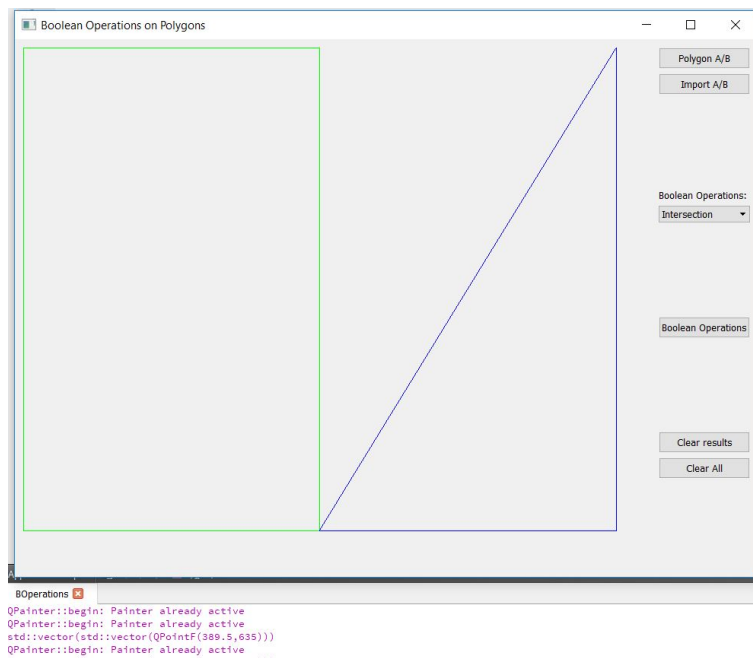 Boolean Operations on Polygons
Polygon A/B
Import A/B
Boolean Operations:
Intersection
Boolean Operations
Clear results
Clear All
BOperations
QPainter::begin: Painter already active
QPainter::begin: Painter already active
std::vector(std::vector(QPointF(389.5,635)))
QPainter::begin: Painter already active